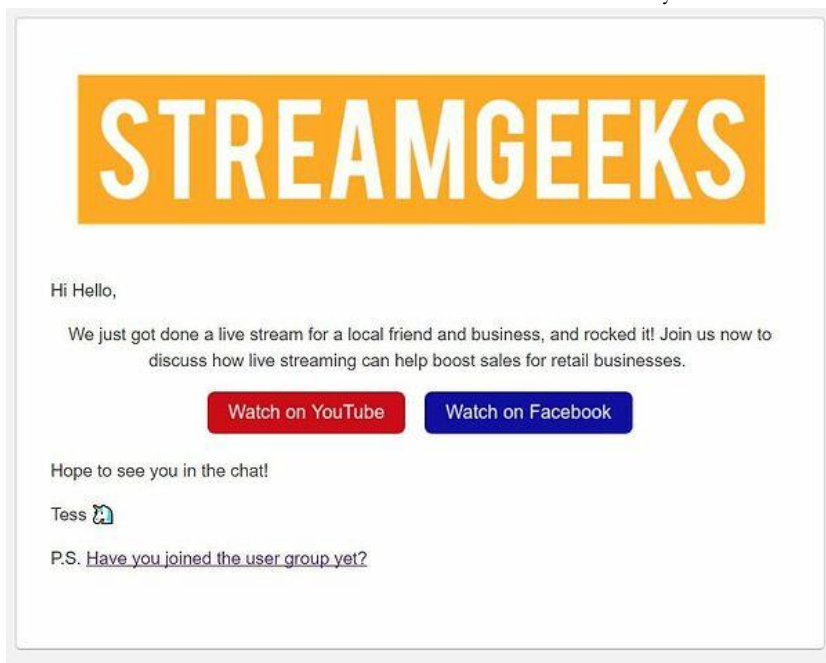 STREAMGEEKS
Hi Hello,
We just got done a live stream for a local friend and business, and rocked it! Join us now to
discuss how live streaming can help boost sales for retail businesses.
Watch on YouTube
Watch on Facebook
Hope to see you in the chat!
Tess
P.S. Have you joined the user group yet?